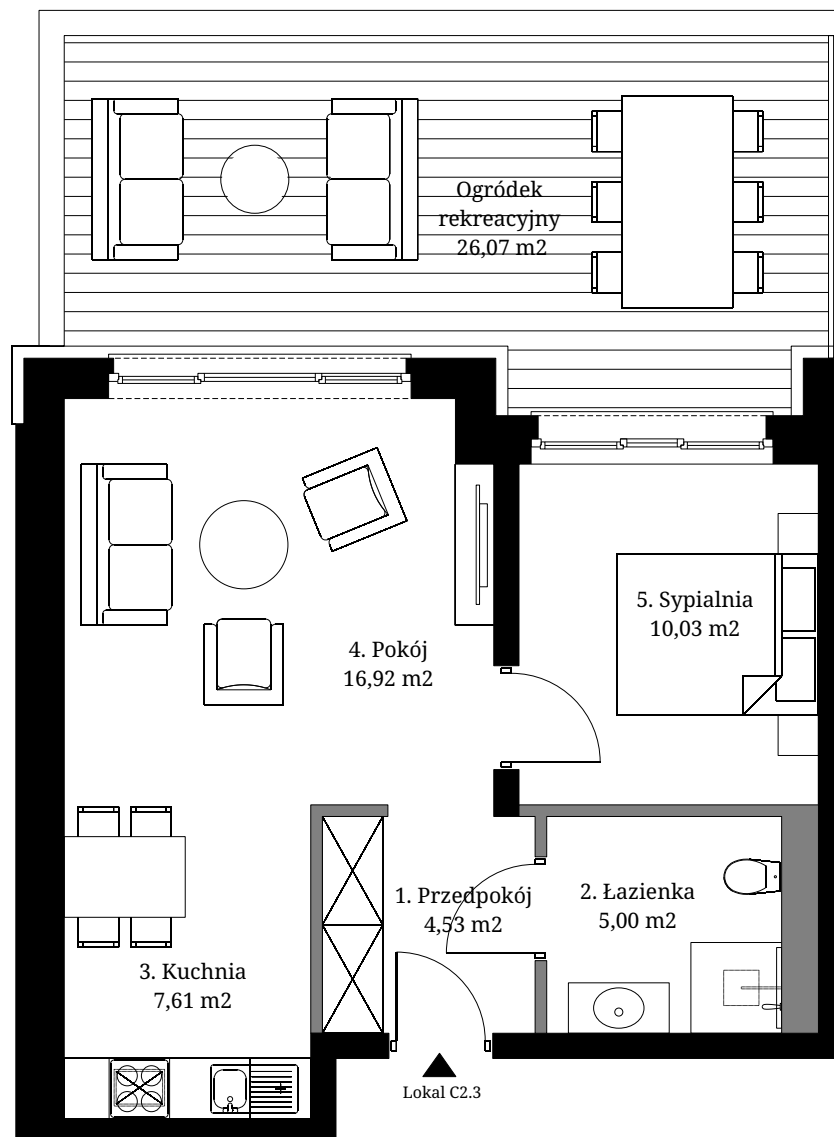 Ogródek
rekreacyjny
26,07 m2
5. Sypialnia
10,03 m2
4. Pokój
16,92 m2
1. Przedpokój
4,53 m2
2. Łazienka
5,00 m2
3. Kuchnia
7,61 m2
Lokal C2.3